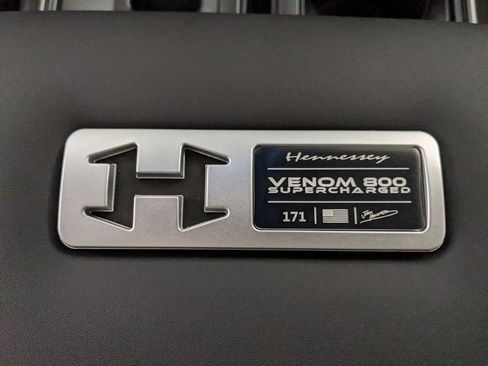 H
Hennessey
VENOM 800
SUPERCHARGED
171